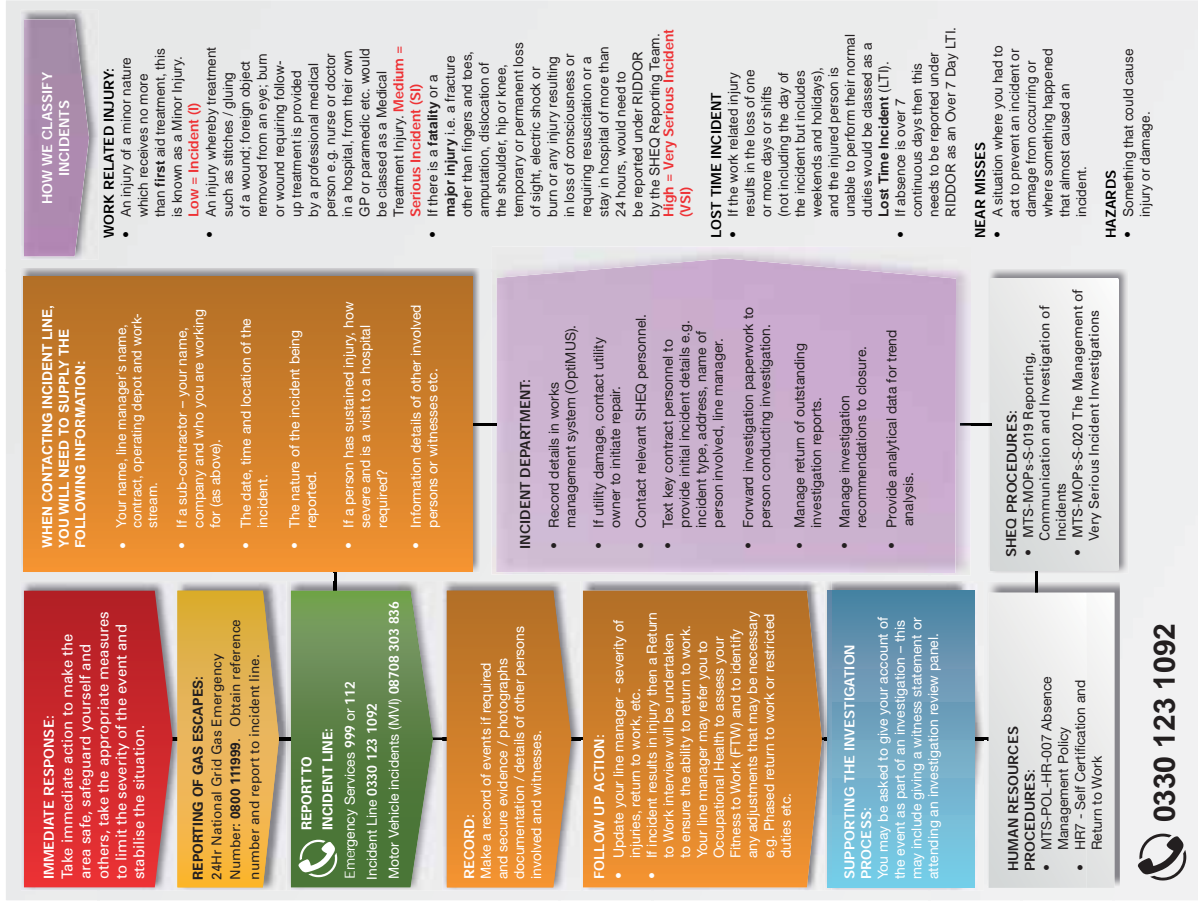 IMMEDIATE RESPONSE:
Take immediate action to make the
area safe, safeguard yourself and
others, take the appropriate measures
to limit the severity of the event and
stabilise the situation.
REPORTING OF GAS ESCAPES:
24Hr National Grid Gas Emergency
Number: 0800 111999. Obtain reference
number and report to incident line.
REPORT TO
INCIDENT LINE:
Emergency Services 999 or 112
Incident Line 0330 123 1092
Motor Vehicle incidents (MVI) 08708 303 836
RECORD:
Make a record of events if required
and secure evidence / photographs
documentation / details of other persons
involved and witnesses.
FOLLOW UP ACTION:
• Update your line manager - severity of
injuries, return to work, etc.
• If incident results in injury then a Return
to Work interview will be undertaken
to ensure the ability to return to work.
Your line manager may refer you to
Occupational Health to assess your
Fitness to Work (FTW) and to identify
any adjustments that may be necessary
e.g. Phased return to work or restricted
duties etc.
SUPPORTING THE INVESTIGATION
PROCESS:
You may be asked to give your account of
the event as part of an investigation – this
may include giving a witness statement or
attending an investigation review panel.
HUMAN RESOURCES
PROCEDURES:
• MTS-POL-HR-007 Absence
Management Policy
• HR7 - Self Certification and
Return to Work
0330 123 1092
WHEN CONTACTING INCIDENT LINE,
YOU WILL NEED TO SUPPLY THE
FOLLOWING INFORMATION:
• Your name, line manager's name,
contract, operating depot and work-
stream.
• If a sub-contractor – your name,
company and who you are working
for (as above).
• The date, time and location of the
incident.
• The nature of the incident being
reported.
• If a person has sustained injury, how
severe and is a visit to a hospital
required?
• Information details of other involved
persons or witnesses etc.
INCIDENT DEPARTMENT:
• Record details in works
management system (OptiMUS).
• If utility damage, contact utility
owner to initiate repair.
• Contact relevant SHEQ personnel.
• Text key contract personnel to
provide initial incident details e.g.
incident type, address, name of
person involved, line manager.
• Forward investigation paperwork to
person conducting investigation.
• Manage return of outstanding
investigation reports.
• Manage investigation
recommendations to closure.
• Provide analytical data for trend
analysis.
SHEQ PROCEDURES:
• MTS-MOPs-S-019 Reporting,
Communication and Investigation of
Incidents
• MTS-MOPs-S-020 The Management of
Very Serious Incident Investigations
HOW WE CLASSIFY
INCIDENTS
WORK RELATED INJURY:
• An injury of a minor nature
which receives no more
than first aid treatment, this
is known as a Minor Injury.
Low = Incident (I)
• An injury whereby treatment
such as stitches / gluing
of a wound; foreign object
removed from an eye; burn
or wound requiring follow-
up treatment is provided
by a professional medical
person e.g. nurse or doctor
in a hospital, from their own
GP or paramedic etc. would
be classed as a Medical
Treatment Injury. Medium =
Serious Incident (SI)
• If there is a fatality or a
major injury i.e. a fracture
other than fingers and toes,
amputation, dislocation of
the shoulder, hip or knee,
temporary or permanent loss
of sight, electric shock or
burn or any injury resulting
in loss of consciousness or
requiring resuscitation or a
stay in hospital of more than
24 hours, would need to
be reported under RIDDOR
by the SHEQ Reporting Team.
High = Very Serious Incident
(VSI)
LOST TIME INCIDENT
• If the work related injury
results in the loss of one
or more days or shifts
(not including the day of
the incident but includes
weekends and holidays),
and the injured person is
unable to perform their normal
duties would be classed as a
Lost Time Incident (LTI).
• If absence is over 7
continuous days then this
needs to be reported under
RIDDOR as an Over 7 Day LTI.
NEAR MISSES
• A situation where you had to
act to prevent an incident or
damage from occurring or
where something happened
that almost caused an
incident.
HAZARDS
• Something that could cause
injury or damage.